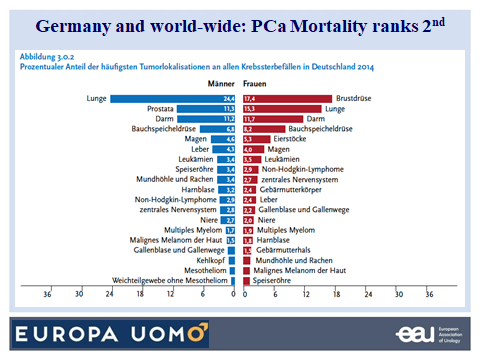 Germany and world-wide: PCa Mortality ranks 2nd
Abbildung 3.0.2
Prozentualer Anteil der häufigsten Tumorlokalisationen an allen Krebssterbefällen in Deutschland 2014
Männer Frauen
Lunge 24,4 17,4 Brustdrüse
Prostata 11,3 15,3 Lunge
Darm 11,2 11,7 Darm
Bauchspeicheldrüse 6,8 8,2 Bauchspeicheldrüse
Magen 4,6 5,3 Eierstöcke
Leber 4,3 4,0 Magen
Leukämien 3,4 3,5 Leukämien
Speiseröhre 3,4 2,9 Non-Hodgkin-Lymphome
Mundhöhle und Rachen 3,4 2,7 zentrales Nervensystem
Harnblase 3,2 2,4 Gebärmutterkörper
Non-Hodgkin-Lymphome 2,9 2,4 Leber
zentrales Nervensystem 2,8 2,2 Gallenblase und Gallenwege
Niere 2,7 2,0 Niere
Multiples Myelom 1,7 1,9 Multiples Myelom
Malignes Melanom der Haut 1,5 1,8 Harnblase
Gallenblase und Gallenwege Gebärmutterhals
Kehlkopf Mundhöhle und Rachen
Mesotheliom Malignes Melanom der Haut
Weichteilgewebe ohne Mesotheliom Speiseröhre
36 30 24 18 12 6 0 0 6 12 18 24 30 36
EUROPA UOMO
eau European
Association
of Urology